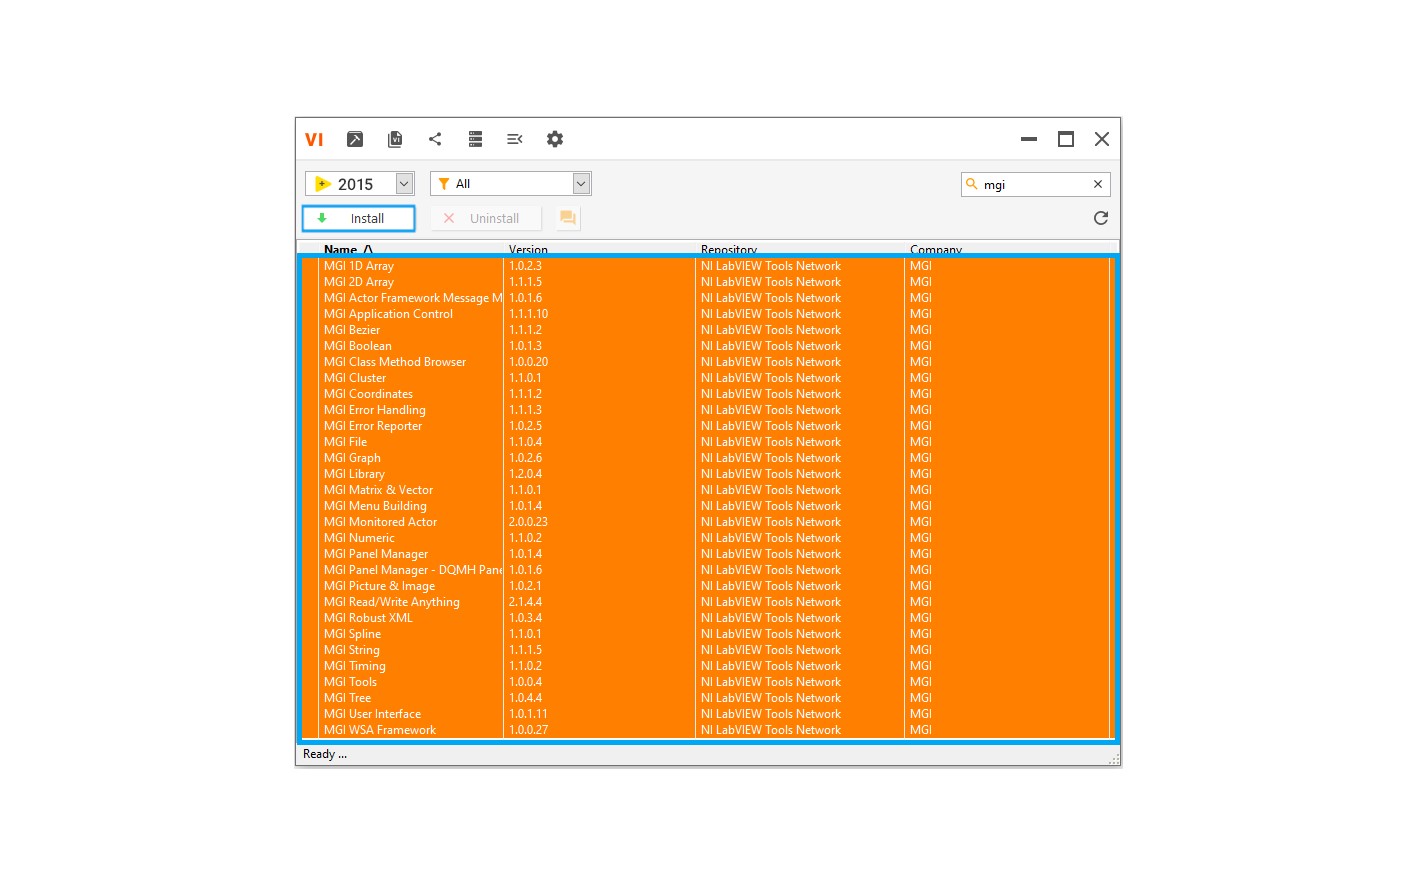 VI
VI
2015 All mgi
Install Uninstall
Name /\ Version Repository Company
MGI 1D Array 1.0.2.3 NI LabVIEW Tools Network MGI
MGI 2D Array 1.1.1.5 NI LabVIEW Tools Network MGI
MGI Actor Framework Message M 1.0.1.6 NI LabVIEW Tools Network MGI
MGI Application Control 1.1.1.10 NI LabVIEW Tools Network MGI
MGI Bezier 1.1.1.2 NI LabVIEW Tools Network MGI
MGI Boolean 1.0.1.3 NI LabVIEW Tools Network MGI
MGI Class Method Browser 1.0.0.20 NI LabVIEW Tools Network MGI
MGI Cluster 1.1.0.1 NI LabVIEW Tools Network MGI
MGI Coordinates 1.1.1.2 NI LabVIEW Tools Network MGI
MGI Error Handling 1.1.1.3 NI LabVIEW Tools Network MGI
MGI Error Reporter 1.0.2.5 NI LabVIEW Tools Network MGI
MGI File 1.1.0.4 NI LabVIEW Tools Network MGI
MGI Graph 1.0.2.6 NI LabVIEW Tools Network MGI
MGI Library 1.2.0.4 NI LabVIEW Tools Network MGI
MGI Matrix & Vector 1.1.0.1 NI LabVIEW Tools Network MGI
MGI Menu Building 1.0.1.4 NI LabVIEW Tools Network MGI
MGI Monitored Actor 2.0.0.23 NI LabVIEW Tools Network MGI
MGI Numeric 1.1.0.2 NI LabVIEW Tools Network MGI
MGI Panel Manager 1.0.1.4 NI LabVIEW Tools Network MGI
MGI Panel Manager - DQMH Pane 1.0.1.6 NI LabVIEW Tools Network MGI
MGI Picture & Image 1.0.2.1 NI LabVIEW Tools Network MGI
MGI Read/Write Anything 2.1.4.4 NI LabVIEW Tools Network MGI
MGI Robust XML 1.0.3.4 NI LabVIEW Tools Network MGI
MGI Spline 1.1.0.1 NI LabVIEW Tools Network MGI
MGI String 1.1.1.5 NI LabVIEW Tools Network MGI
MGI Timing 1.1.0.2 NI LabVIEW Tools Network MGI
MGI Tools 1.0.0.4 NI LabVIEW Tools Network MGI
MGI Tree 1.0.4.4 NI LabVIEW Tools Network MGI
MGI User Interface 1.0.1.11 NI LabVIEW Tools Network MGI
MGI WSA Framework 1.0.0.27 NI LabVIEW Tools Network MGI
Ready ...